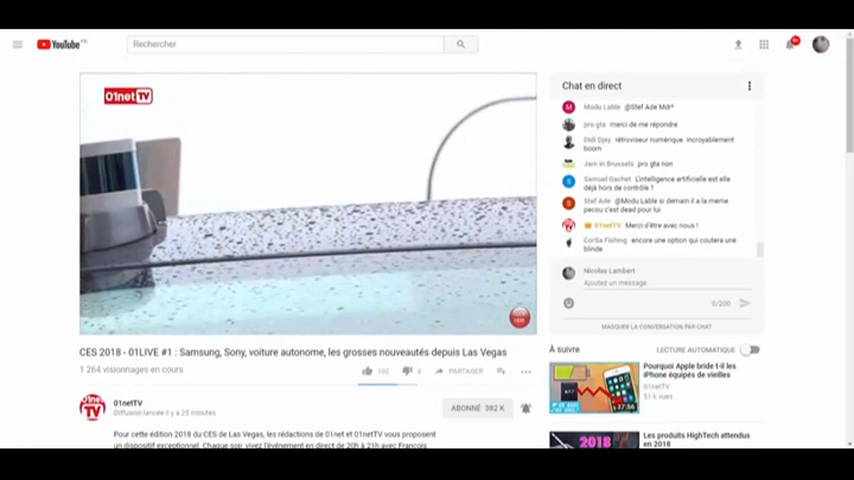 YouTube FR
Rechercher
9+
01net TV
Chat en direct
Modu Lable @Stef Ade Mdr^
pro gta merci de me répondre
Didi Djey rétroviseur numérique. incroyablement
boom
Jam in Brussels pro gta non
Samuel Gachet L'intelligence artificielle est elle
déjà hors de contrôle ?
Stef Ade @Modu Lable si demain il a la meme
pecou c'est dead pour lui
01netTV Merci d'être avec nous !
CorSa Fishing encore une option qui coutera une
blinde
Nicolas Lambert
Ajoutez un message
0/200
MASQUER LA CONVERSATION PAR CHAT
CES 2018 - 01LIVE #1 : Samsung, Sony, voiture autonome, les grosses nouveautés depuis Las Vegas
1 264 visionnages en cours
192
4
PARTAGER
01netTV
Diffusion lancée il y a 25 minutes
ABONNÉ 382 K
Pour cette édition 2018 du CES de Las Vegas, les rédactions de 01net et 01netTV vous proposent
un dispositif exceptionnel. Chaque soir, vivez l'événement en direct de 20h à 21h avec François
À suivre
LECTURE AUTOMATIQUE
Pourquoi Apple bride t-il les
iPhone équipés de vieilles
01netTV
51 k vues
37:56
Les produits HighTech attendus
en 2018
2018